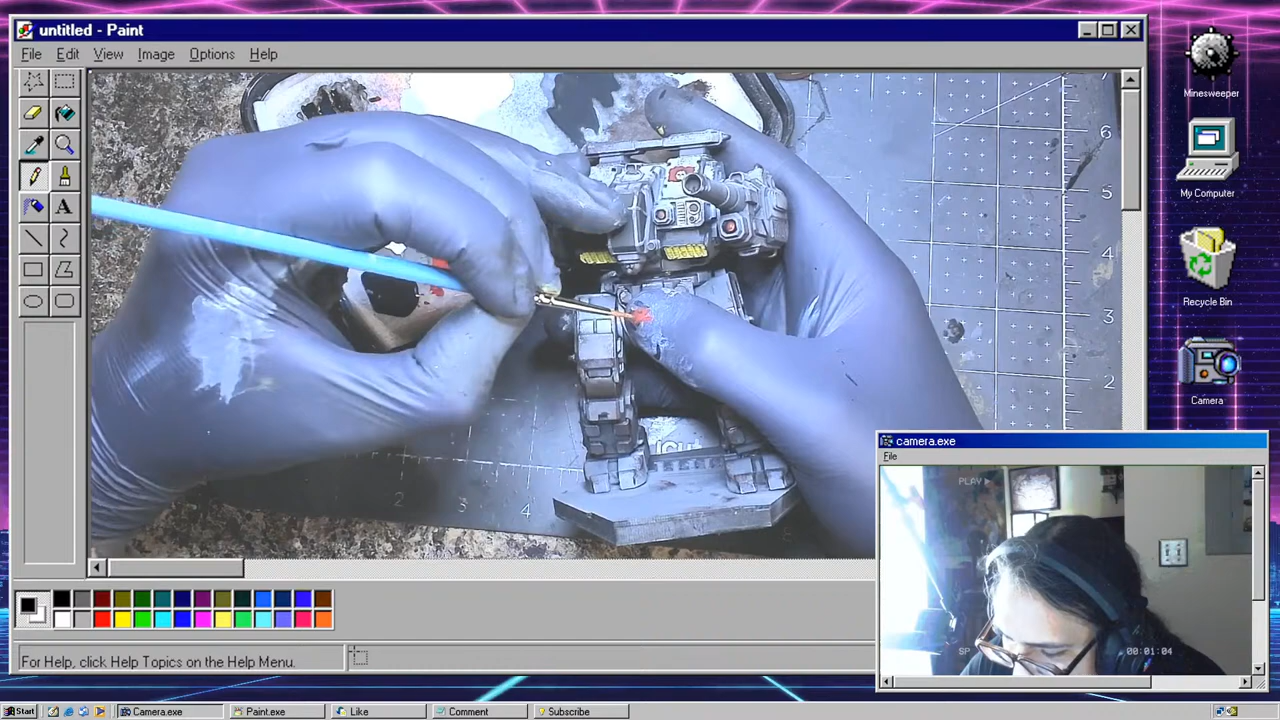 untitled - Paint
File Edit View Image Options Help
Minesweeper
My Computer
Recycle Bin
Camera
6
5
4
3
2
2
3
4
camera.exe
File
PLAY
SP
00:01:04
For Help, click Help Topics on the Help Menu.
Start
Camera.exe
Paint.exe
Like
Comment
Subscribe